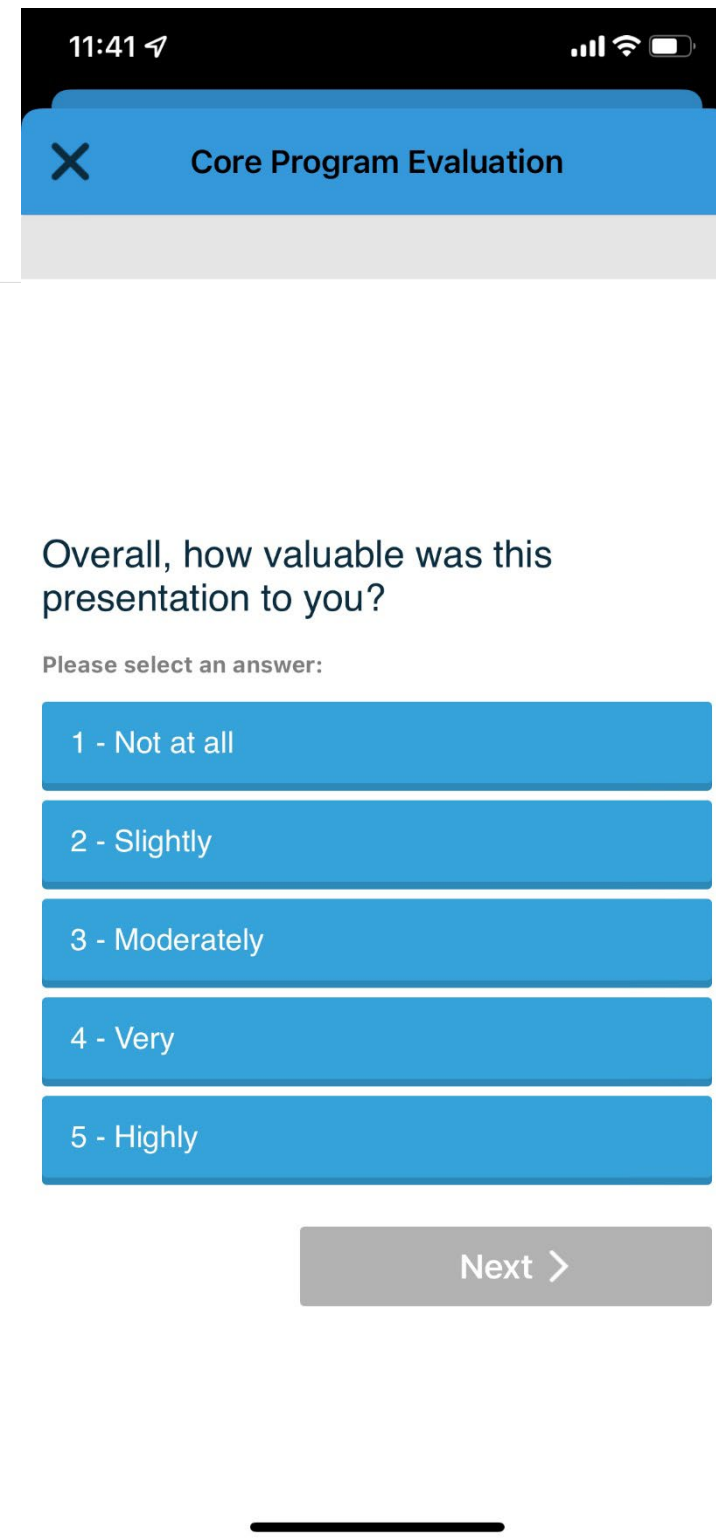 11:41
Core Program Evaluation
Overall, how valuable was this
presentation to you?
Please select an answer:
1 - Not at all
2 - Slightly
3 - Moderately
4 - Very
5 - Highly
Next